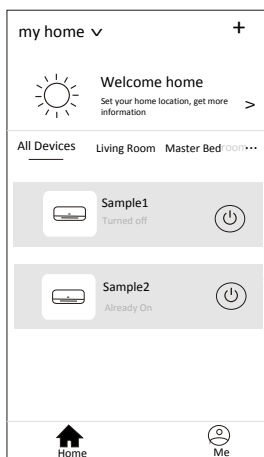 my home
+
Welcome home
Set your home location, get more
information
>
All Devices Living Room Master Bedroom ...
Sample1
Turned off
Sample2
Already On
Home Me